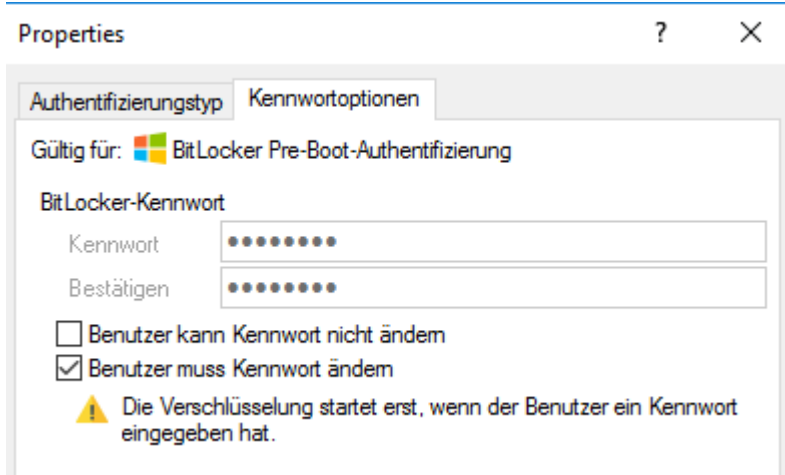 Properties
Authentifizierungstyp Kennwortoptionen
Gültig für: BitLocker Pre-Boot-Authentifizierung
BitLocker-Kennwort
Kennwort ••••••••
Bestätigen ••••••••
Benutzer kann Kennwort nicht ändern
Benutzer muss Kennwort ändern
Die Verschlüsselung startet erst, wenn der Benutzer ein Kennwort
eingegeben hat.